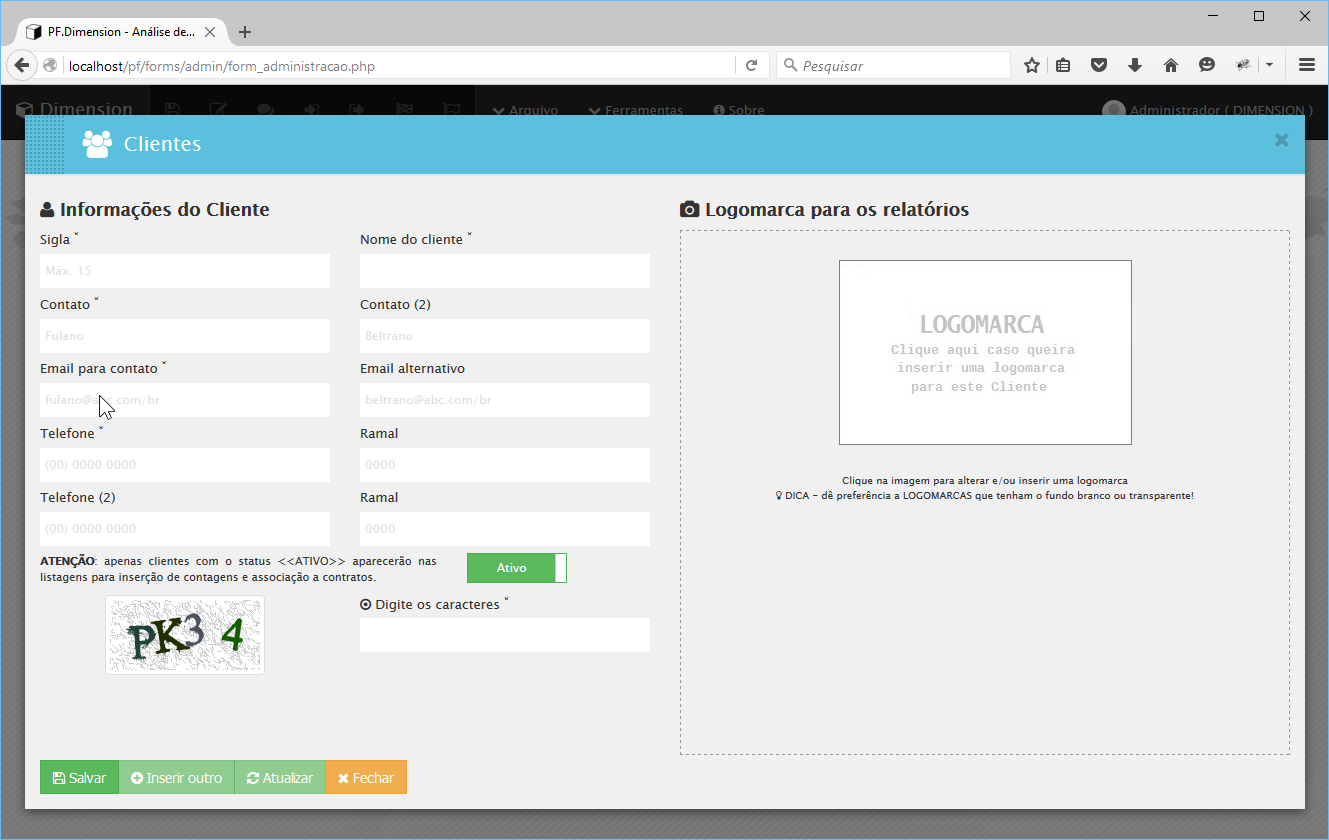 PF.Dimension - Análise de...
localhost/pf/forms/admin/form_administracao.php
Pesquisar
Dimension
Arquivo
Ferramentas
Sobre
Administrador ( DIMENSION )
Clientes
Informações do Cliente
Sigla *
Nome do cliente *
Máx. 15
Contato *
Contato (2)
Fulano
Beltrano
Email para contato *
Email alternativo
fulano@abc.com/br
beltrano@abc.com/br
Telefone *
Ramal
(00) 0000 0000
0000
Telefone (2)
Ramal
(00) 0000 0000
0000
ATENÇÃO: apenas clientes com o status <<ATIVO>> aparecerão nas
listagens para inserção de contagens e associação a contratos.
Ativo
PK3 4
Digite os caracteres *
Salvar
Inserir outro
Atualizar
Fechar
Logomarca para os relatórios
LOGOMARCA
Clique aqui caso queira
inserir uma logomarca
para este Cliente
Clique na imagem para alterar e/ou inserir uma logomarca
DICA - dê preferência a LOGOMARCAS que tenham o fundo branco ou transparente!